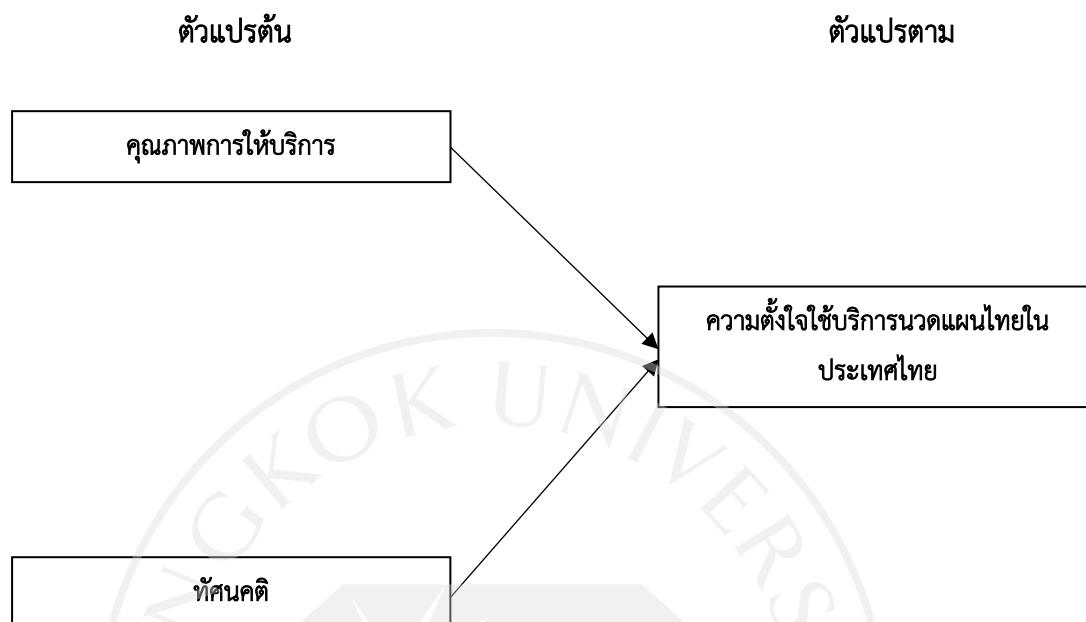 ตัวแปรต้น
ตัวแปรตาม
คุณภาพการให้บริการ
ความตั้งใจใช้บริการนวดแผนไทยใน
ประเทศไทย
ทัศนคติ
NGKOK UNIVERS